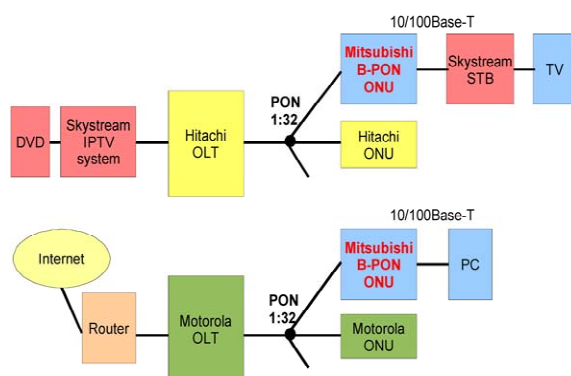 10/100Base-T
Mitsubishi
B-PON
ONU
Skystream
STB
TV
PON
1:32
DVD
Skystream
IPTV
system
Hitachi
OLT
Hitachi
ONU
10/100Base-T
Mitsubishi
B-PON
ONU
PC
Internet
PON
1:32
Router
Motorola
OLT
Motorola
ONU